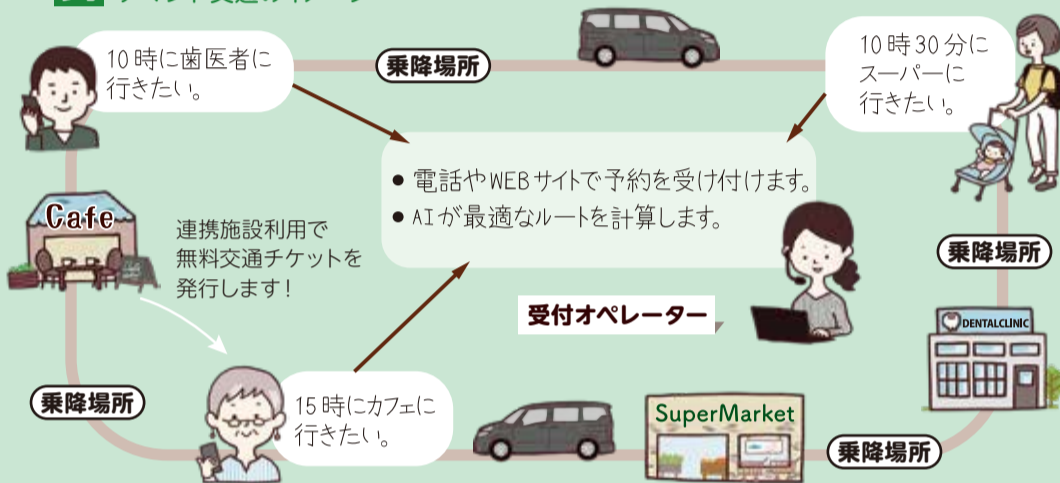 10時に歯医者に
行きたい。
乗降場所
10時30分に
スーパーに
行きたい。
● 電話やWEBサイトで予約を受け付けます。
● AIが最適なルートを計算します。
Cafe
連携施設利用で
無料交通チケットを
発行します！
乗降場所
受付オペレーター
DENTALCLINIC
乗降場所
15時にカフェに
行きたい。
SuperMarket
乗降場所